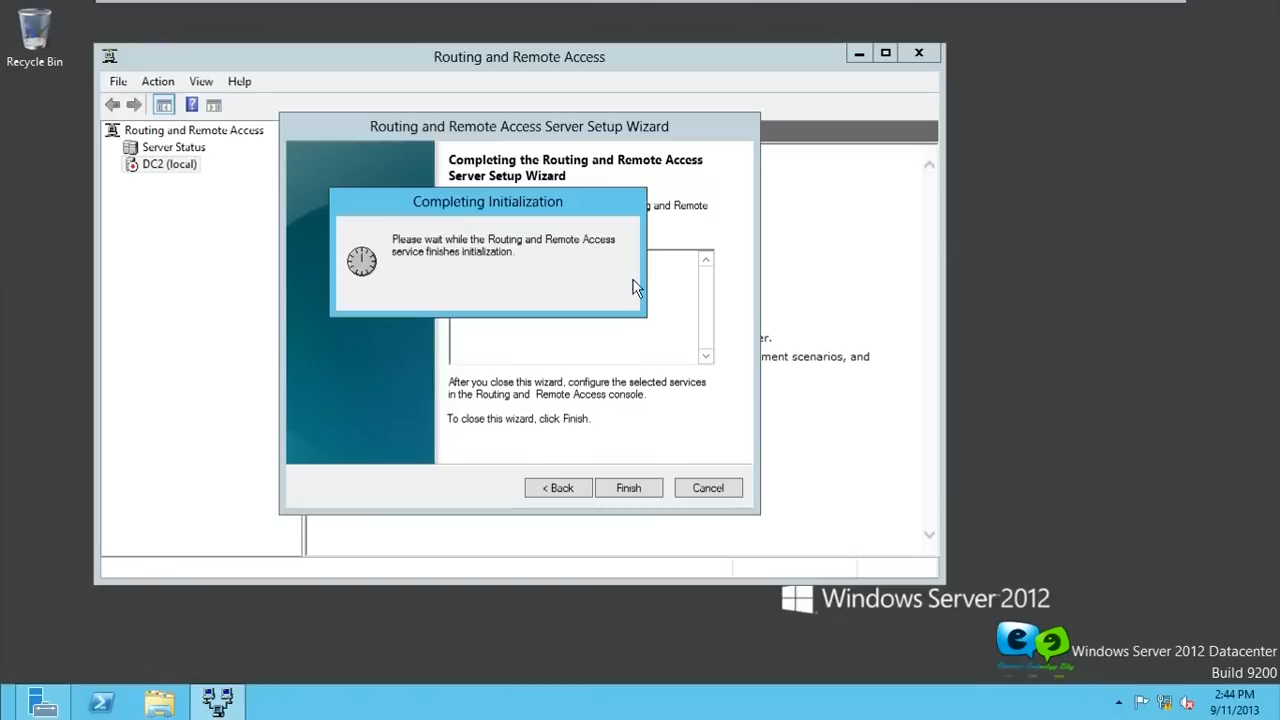 Recycle Bin
Routing and Remote Access
File Action View Help
Routing and Remote Access
Server Status
DC2 (local)
Routing and Remote Access Server Setup Wizard
Completing the Routing and Remote Access
Server Setup Wizard
g and Remote
Completing Initialization
Please wait while the Routing and Remote Access
service finishes initialization.
er.
ment scenarios, and
After you close this wizard, configure the selected services
in the Routing and Remote Access console.
To close this wizard, click Finish.
< Back Finish Cancel
Windows Server 2012
Windows Server 2012 Datacenter
Build 9200
2:44 PM
9/11/2013